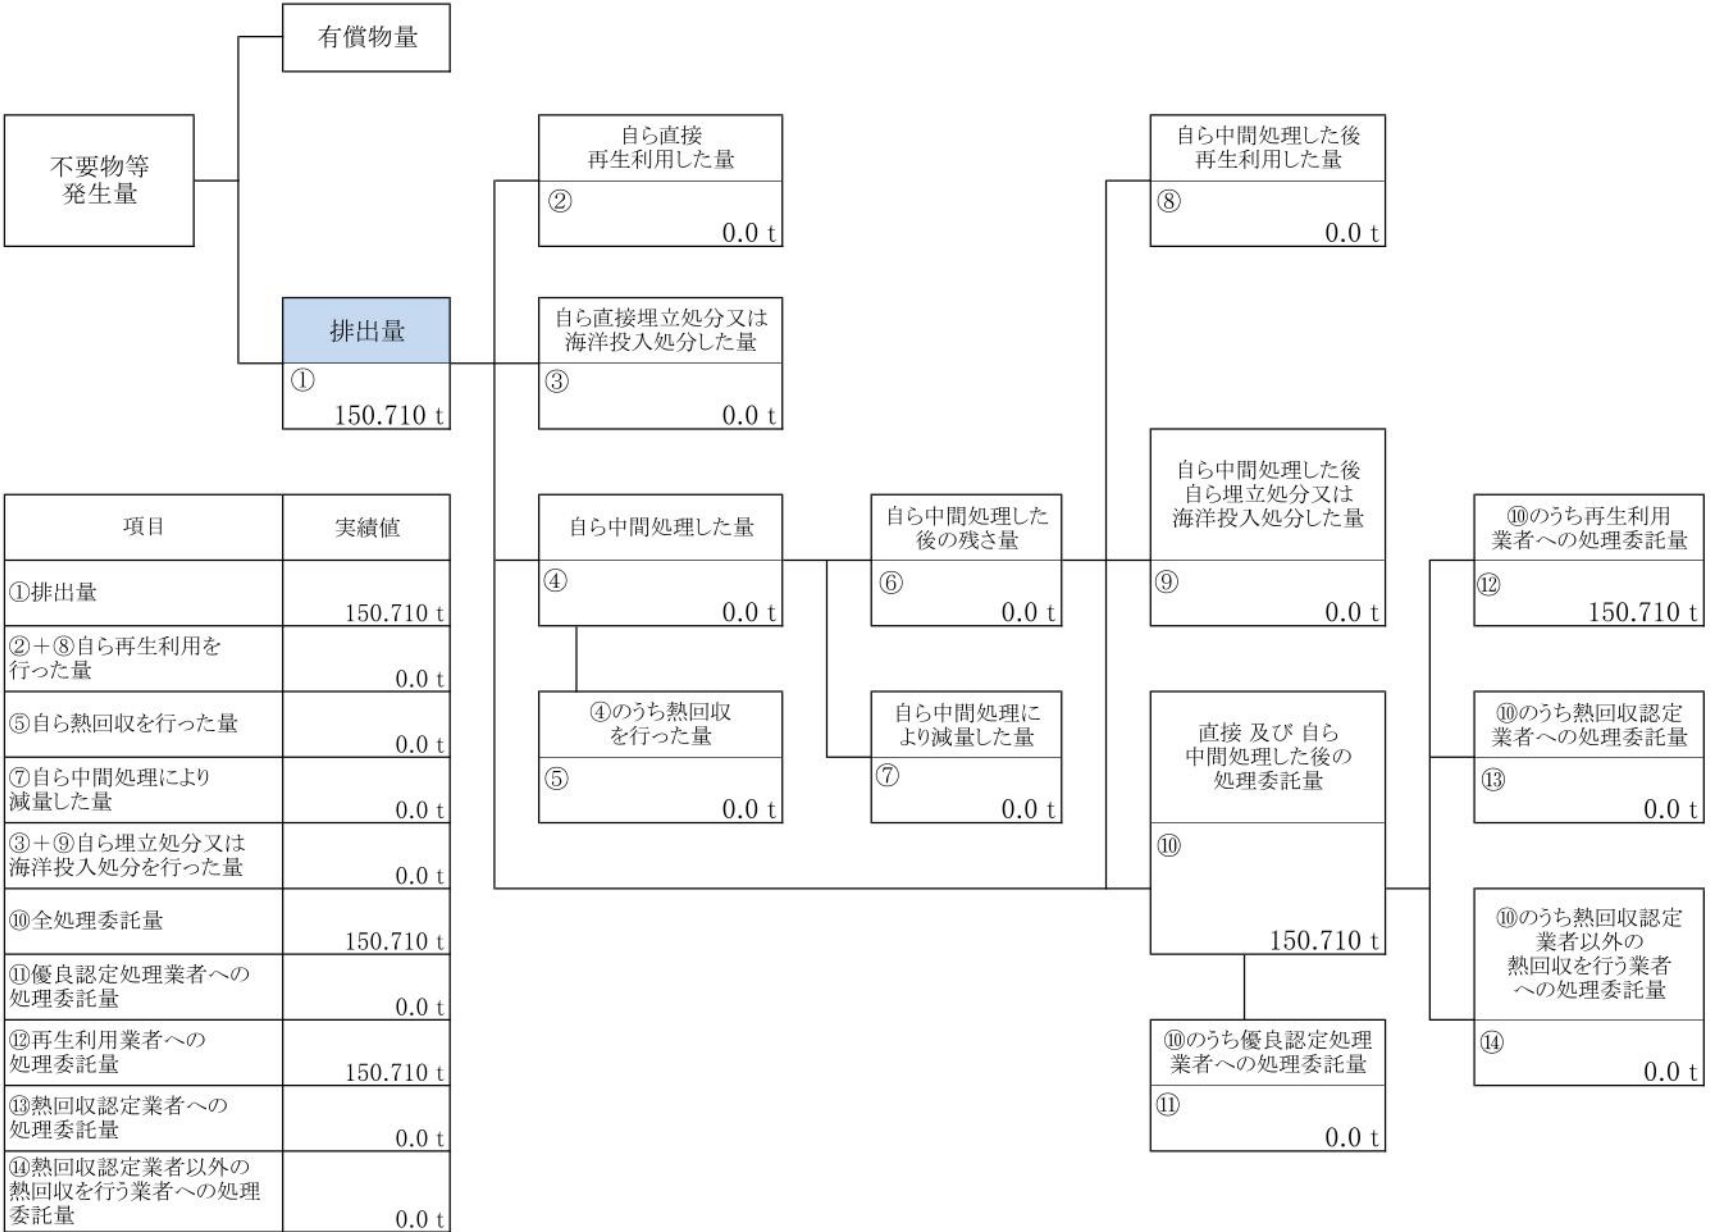 有償物量
不要物等
発生量
自ら直接
再生利用した量
②
0.0 t
自ら中間処理した後
再生利用した量
⑧
0.0 t
排出量
①
150.710 t
自ら直接埋立処分又は
海洋投入処分した量
③
0.0 t
自ら中間処理した量
④
0.0 t
自ら中間処理した
後の残さ量
⑥
0.0 t
自ら中間処理した後
自ら埋立処分又は
海洋投入処分した量
⑨
0.0 t
⑩のうち再生利用
業者への処理委託量
⑫
150.710 t
④のうち熱回収
を行った量
⑤
0.0 t
自ら中間処理に
より減量した量
⑦
0.0 t
直接 及び 自ら
中間処理した後の
処理委託量
⑩
150.710 t
⑩のうち熱回収認定
業者への処理委託量
⑬
0.0 t
⑩のうち熱回収認定
業者以外の
熱回収を行う業者
への処理委託量
⑭
0.0 t
⑩のうち優良認定処理
業者への処理委託量
⑪
0.0 t
項目 実績値
①排出量
150.710 t
②+⑧自ら再生利用を
行った量
0.0 t
⑤自ら熱回収を行った量
0.0 t
⑦自ら中間処理により
減量した量
0.0 t
③+⑨自ら埋立処分又は
海洋投入処分を行った量
0.0 t
⑩全処理委託量
150.710 t
⑪優良認定処理業者への
処理委託量
0.0 t
⑫再生利用業者への
処理委託量
150.710 t
⑬熱回収認定業者への
処理委託量
0.0 t
⑭熱回収認定業者以外の
熱回収を行う業者への処理
委託量
0.0 t